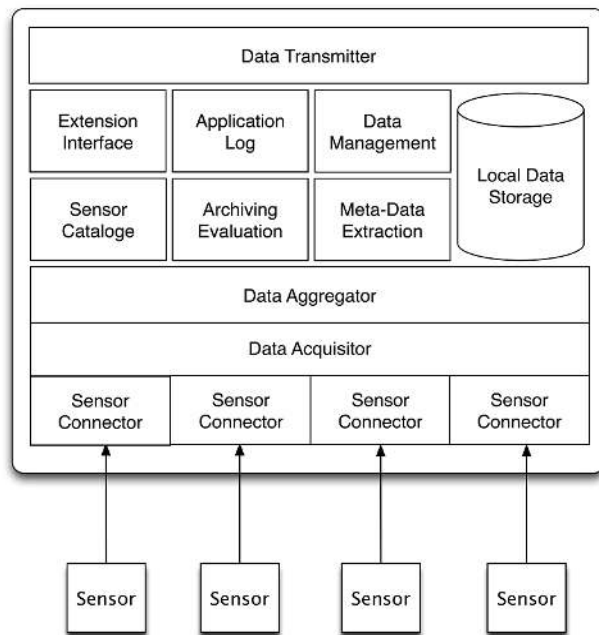 Data Transmitter
Extension
Interface
Application
Log
Data
Management
Local Data
Storage
Sensor
Cataloge
Archiving
Evaluation
Meta-Data
Extraction
Data Aggregator
Data Acquisitor
Sensor
Connector
Sensor
Connector
Sensor
Connector
Sensor
Connector
Sensor
Sensor
Sensor
Sensor